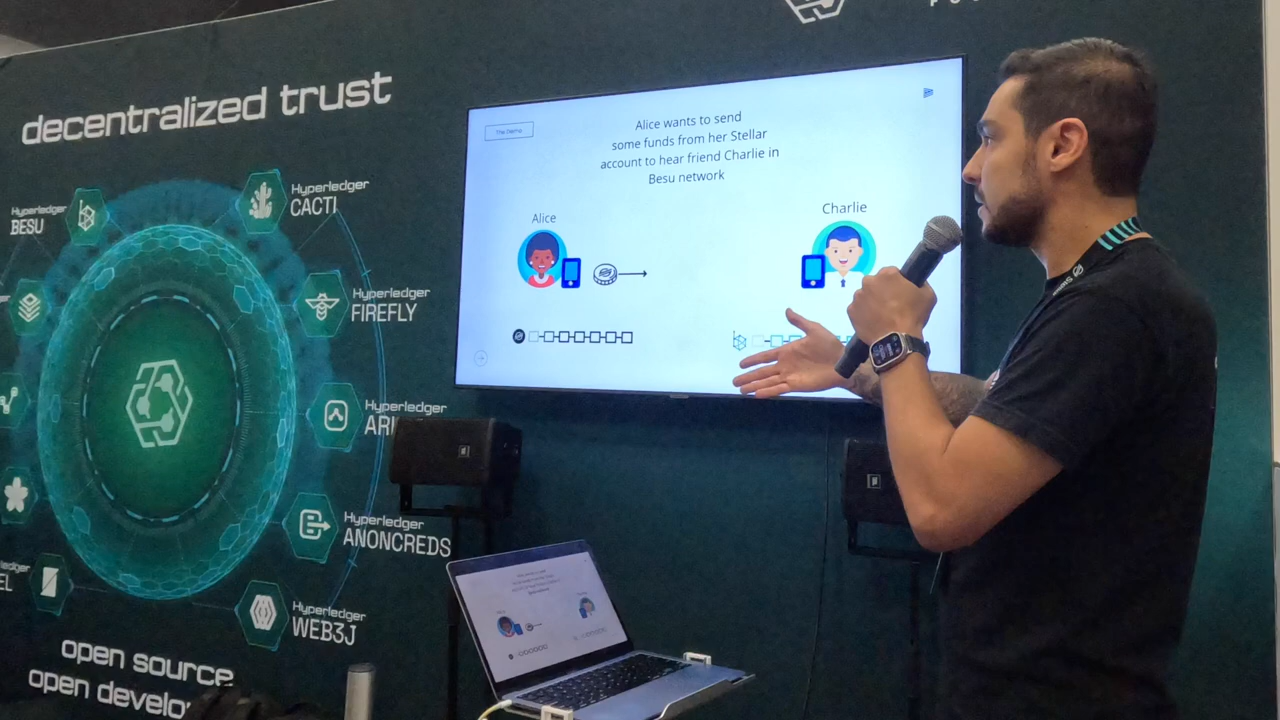 decentralized trust
Hyperledger
BESU
Hyperledger
CACTI
Hyperledger
FIREFLY
Hyperledger
Hyperledger
ANONCREDS
Hyperledger
WEB3J
open source
The Demo
Alice wants to send
some funds from her Stellar
account to hear friend Charlie in
Besu network
Alice
Charlie